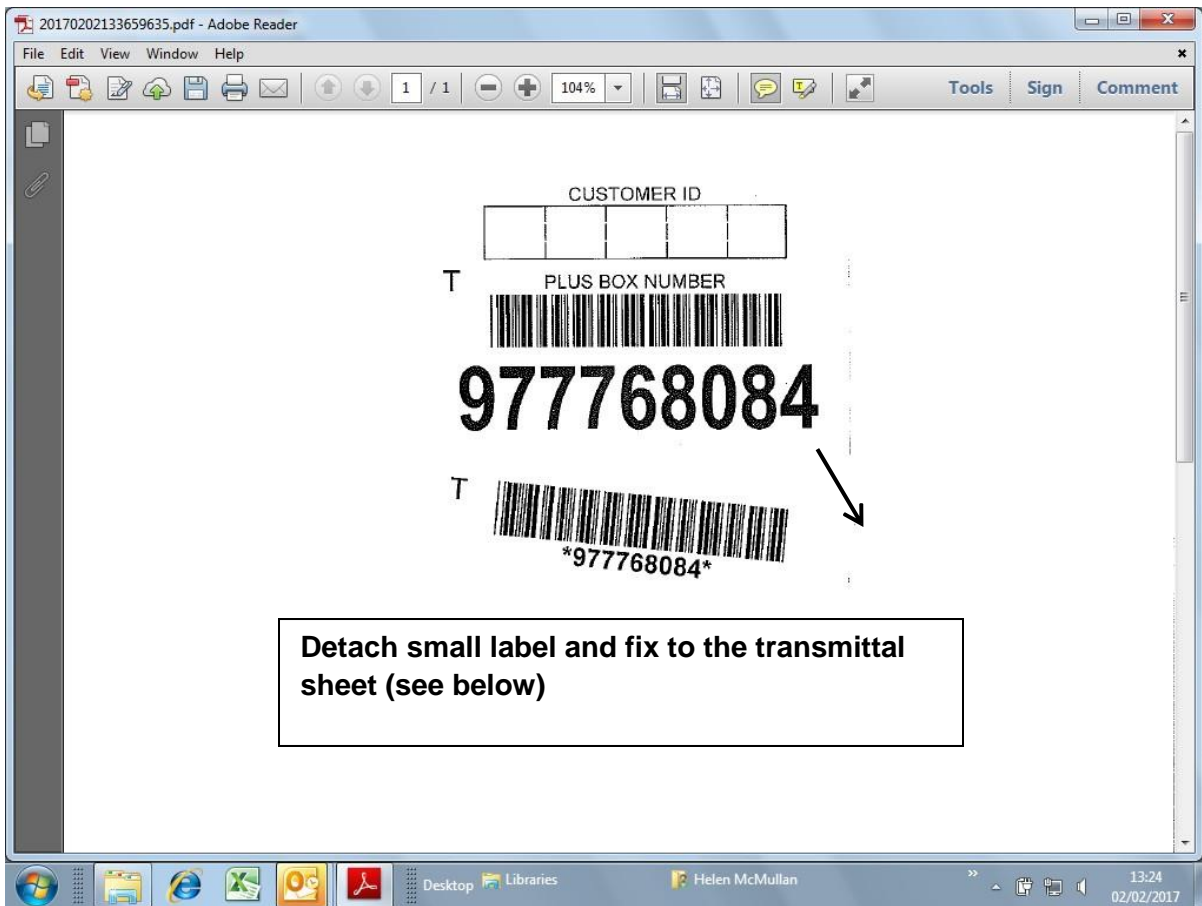 20170202133659635.pdf - Adobe Reader
File Edit View Window Help
1 / 1 104% Tools Sign Comment
CUSTOMER ID
T PLUS BOX NUMBER
977768084
T
*977768084*
Detach small label and fix to the transmittal
sheet (see below)
Desktop Libraries Helen McMullan 13:24
02/02/2017